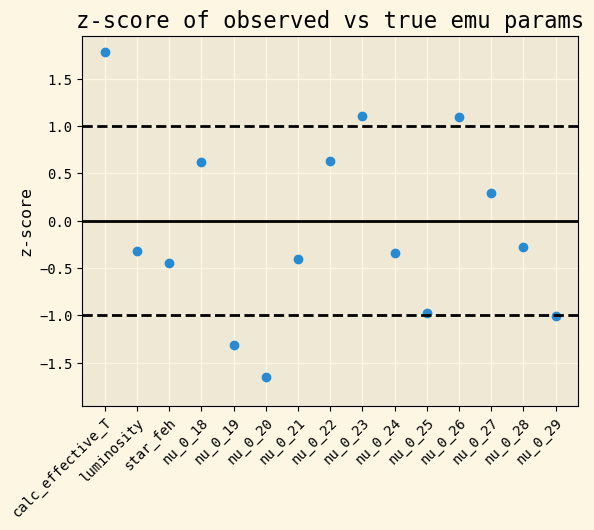 z-score of observed vs true emu params
z-score
1.5
1.0
0.5
0.0
−0.5
−1.0
−1.5
calc_effective_T
luminosity
star_feh
nu_0_18
nu_0_19
nu_0_20
nu_0_21
nu_0_22
nu_0_23
nu_0_24
nu_0_25
nu_0_26
nu_0_27
nu_0_28
nu_0_29